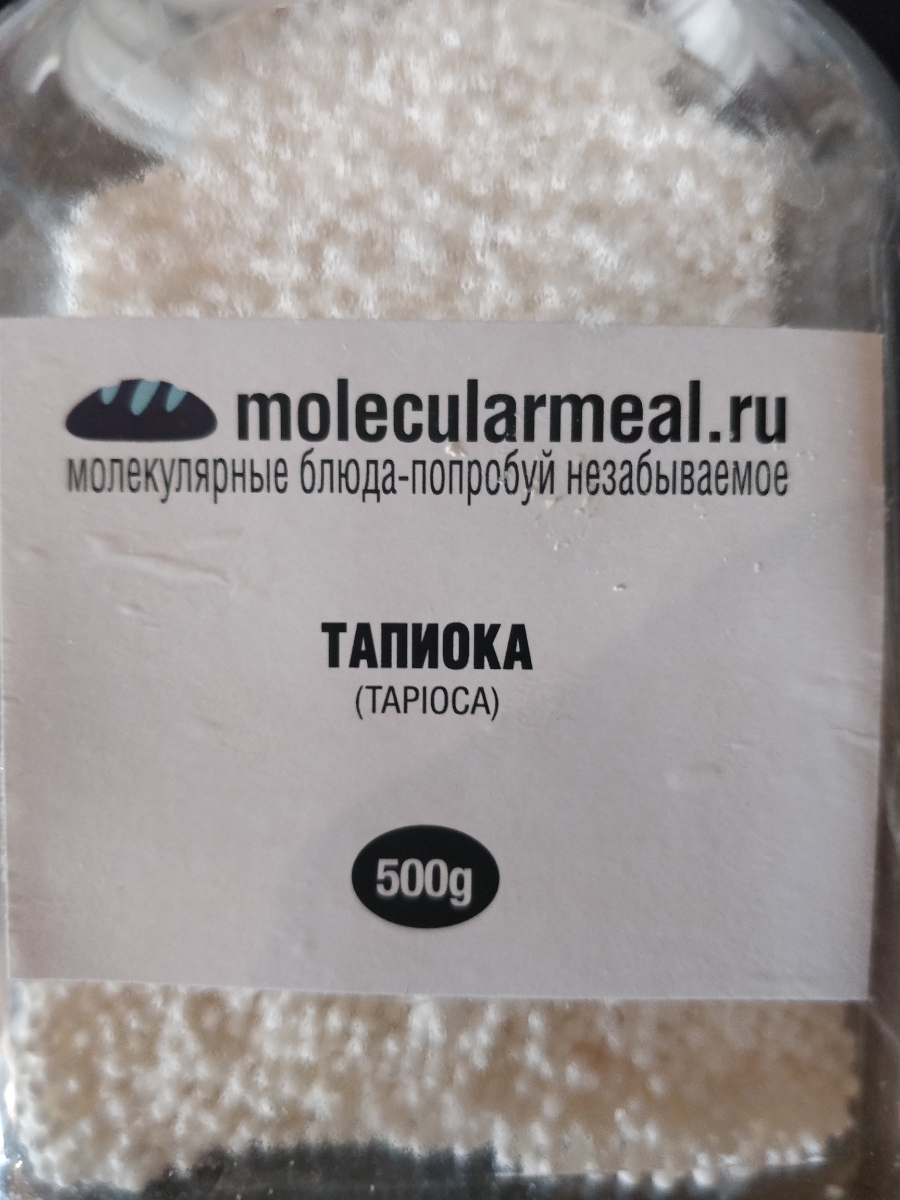 molecularmeal.ru
молекулярные блюда-попробуй незабываемое
ТАПИОКА
(TAPIOCA)
500g